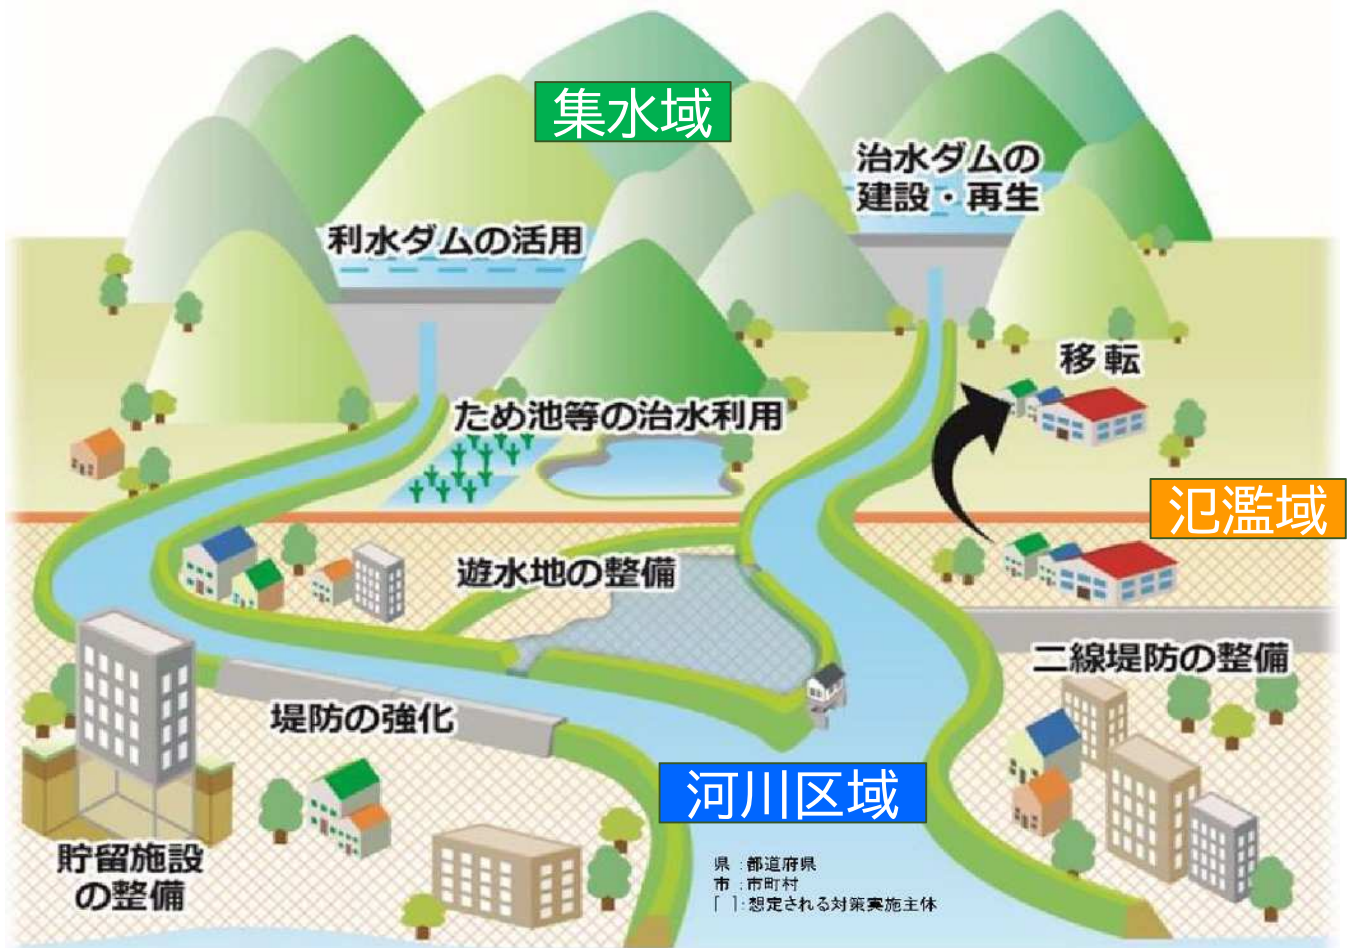 集水域
治水ダムの
建設・再生
利水ダムの活用
移転
ため池等の治水利用
氾濫域
遊水地の整備
二線堤防の整備
堤防の強化
河川区域
貯留施設
の整備
県：都道府県
市：市町村
[ ]：想定される対策実施主体